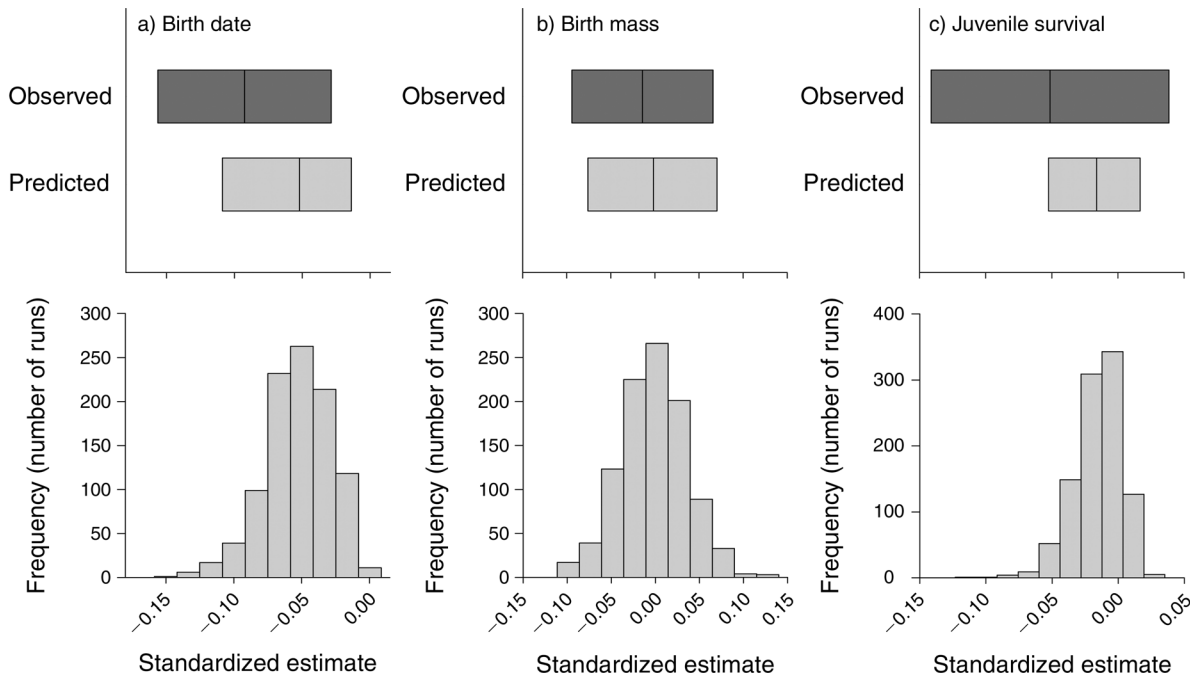 a) Birth date
Observed
Predicted
b) Birth mass
Observed
Predicted
c) Juvenile survival
Observed
Predicted
Frequency (number of runs)
300
250
200
150
100
50
0
−0.15
−0.10
−0.05
0.00
Standardized estimate
Frequency (number of runs)
300
250
200
150
100
50
0
−0.15
−0.10
−0.05
0.00
0.05
0.10
0.15
Standardized estimate
Frequency (number of runs)
400
300
200
100
0
−0.15
−0.10
−0.05
0.00
0.05
Standardized estimate